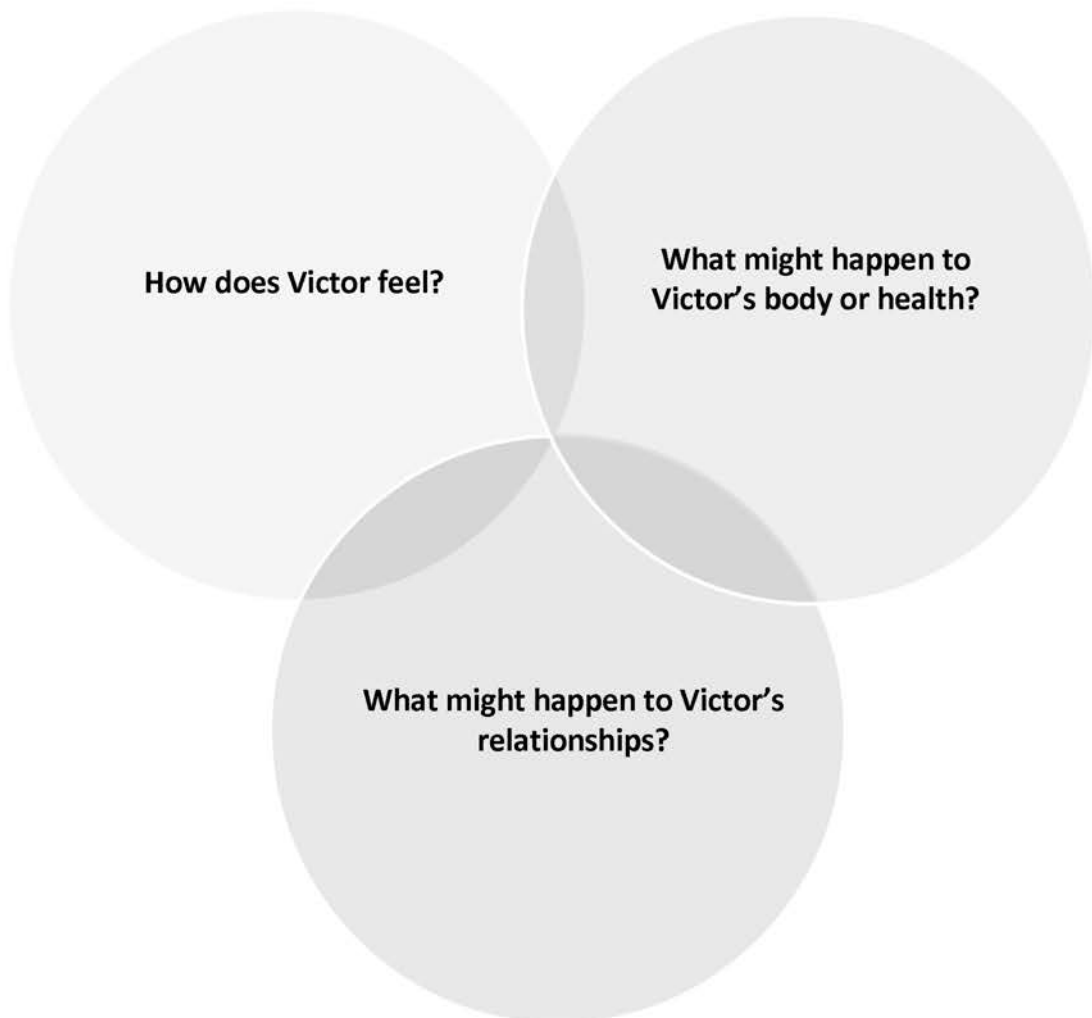 How does Victor feel?
What might happen to
Victor’s body or health?
What might happen to Victor’s
relationships?